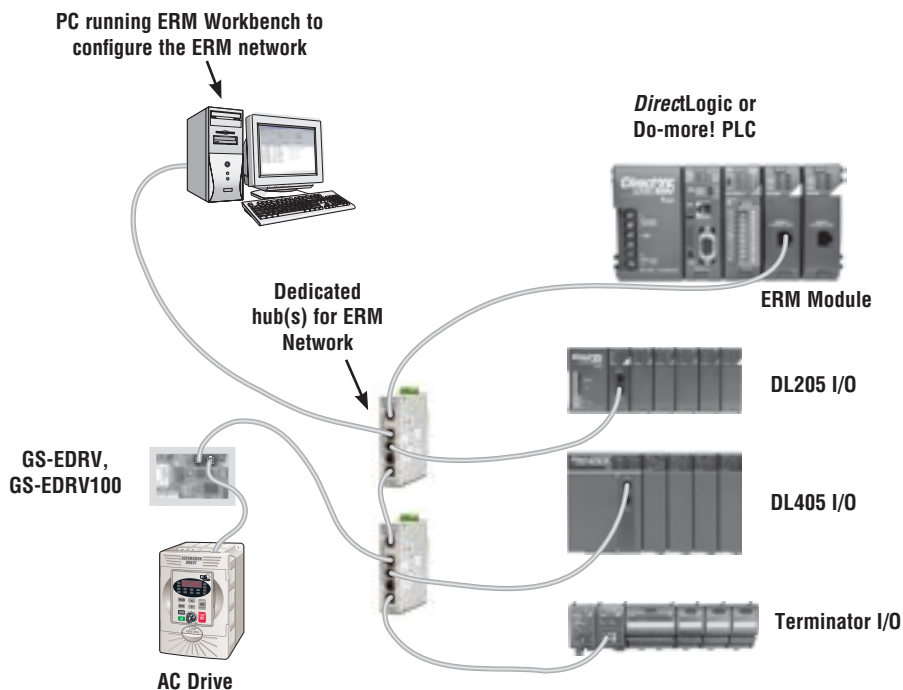 PC running ERM Workbench to
configure the ERM network
DirectLogic or
Do-more! PLC
ERM Module
Dedicated
hub(s) for ERM
Network
DL205 I/O
GS-EDRV,
GS-EDRV100
DL405 I/O
Terminator I/O
AC Drive